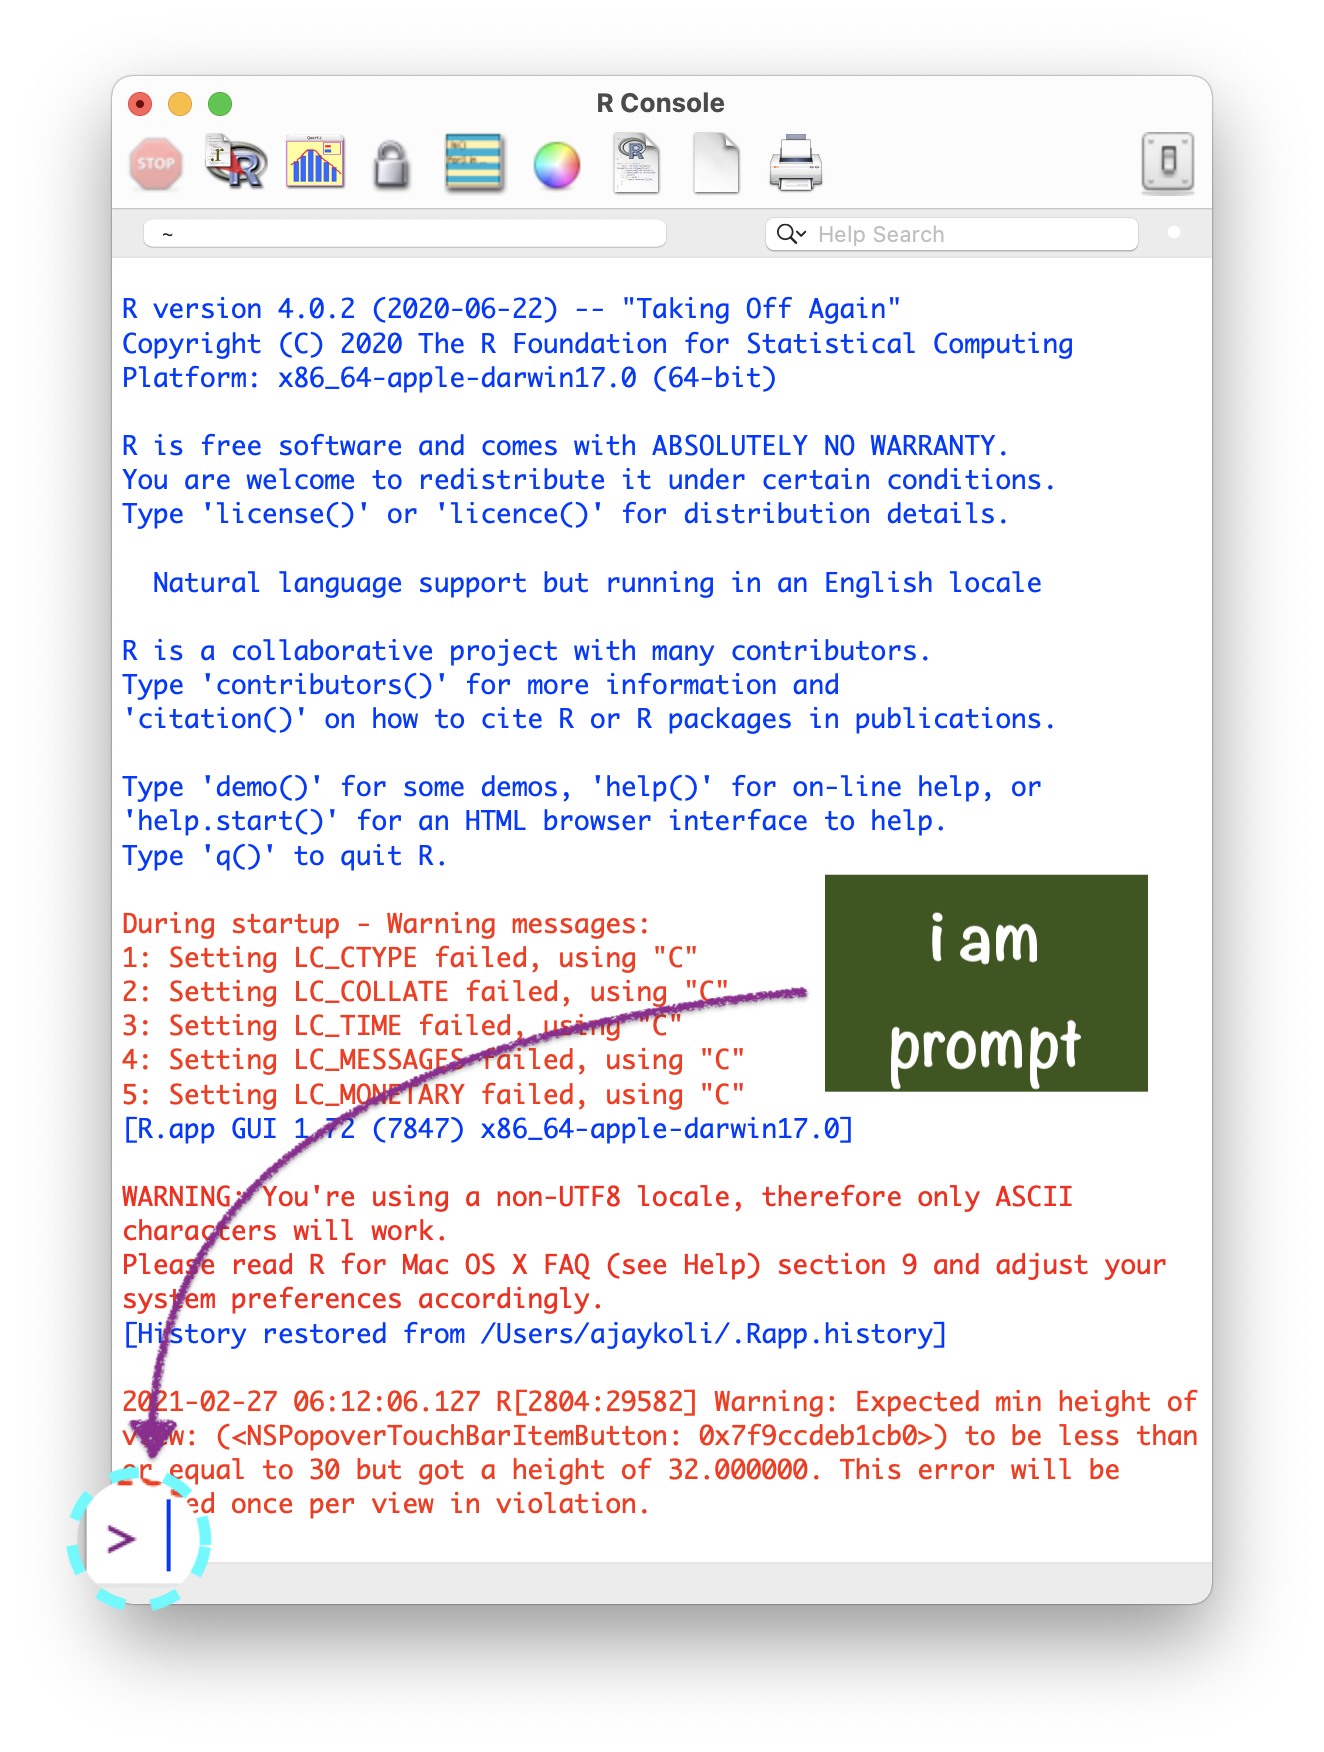 R Console
STOP
~
Help Search
R version 4.0.2 (2020-06-22) -- "Taking Off Again"
Copyright (C) 2020 The R Foundation for Statistical Computing
Platform: x86_64-apple-darwin17.0 (64-bit)
R is free software and comes with ABSOLUTELY NO WARRANTY.
You are welcome to redistribute it under certain conditions.
Type 'license()' or 'licence()' for distribution details.
Natural language support but running in an English locale
R is a collaborative project with many contributors.
Type 'contributors()' for more information and
'citation()' on how to cite R or R packages in publications.
Type 'demo()' for some demos, 'help()' for on-line help, or
'help.start()' for an HTML browser interface to help.
Type 'q()' to quit R.
During startup - Warning messages:
1: Setting LC_CTYPE failed, using "C"
2: Setting LC_COLLATE failed, using "C"
3: Setting LC_TIME failed, using "C"
4: Setting LC_MESSAGES failed, using "C"
5: Setting LC_MONETARY failed, using "C"
[R.app GUI 1.72 (7847) x86_64-apple-darwin17.0]
i am
prompt
WARNING: You're using a non-UTF8 locale, therefore only ASCII
characters will work.
Please read R for Mac OS X FAQ (see Help) section 9 and adjust your
system preferences accordingly.
[History restored from /Users/ajaykoli/.Rapp.history]
2021-02-27 06:12:06.127 R[2804:29582] Warning: Expected min height of
view: (<NSPopoverTouchBarItemButton: 0x7f9ccdeb1cb0>) to be less than
or equal to 30 but got a height of 32.000000. This error will be
once per view in violation.
>